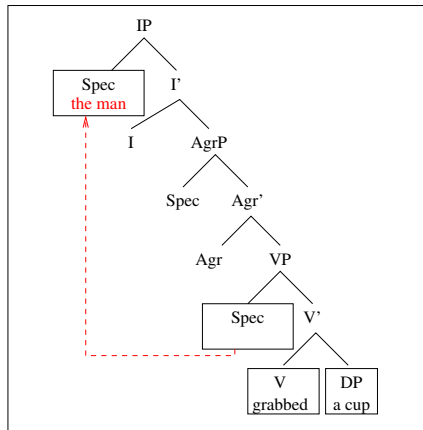 IP
Spec I'
the man
I AgrP
Spec Agr'
Agr VP
Spec V'
V DP
grabbed a cup